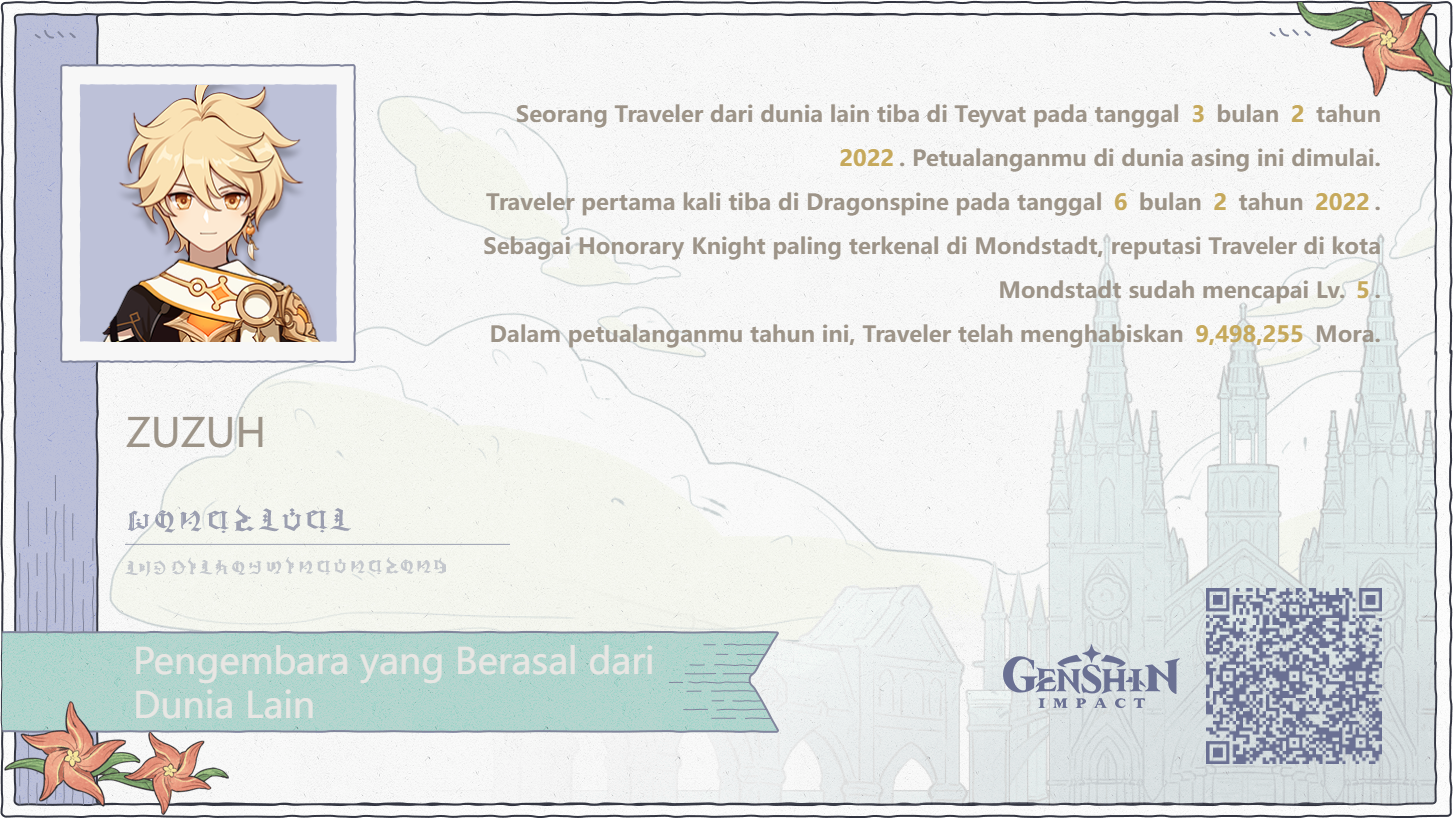 Seorang Traveler dari dunia lain tiba di Teyvat pada tanggal 3 bulan 2 tahun
2022 . Petualanganmu di dunia asing ini dimulai.
Traveler pertama kali tiba di Dragonspine pada tanggal 6 bulan 2 tahun 2022 .
Sebagai Honorary Knight paling terkenal di Mondstadt, reputasi Traveler di kota
Mondstadt sudah mencapai Lv. 5 .
Dalam petualanganmu tahun ini, Traveler telah menghabiskan 9,498,255 Mora.
ZUZUH
Pengembara yang Berasal dari
Dunia Lain
GENSHIN
IMPACT